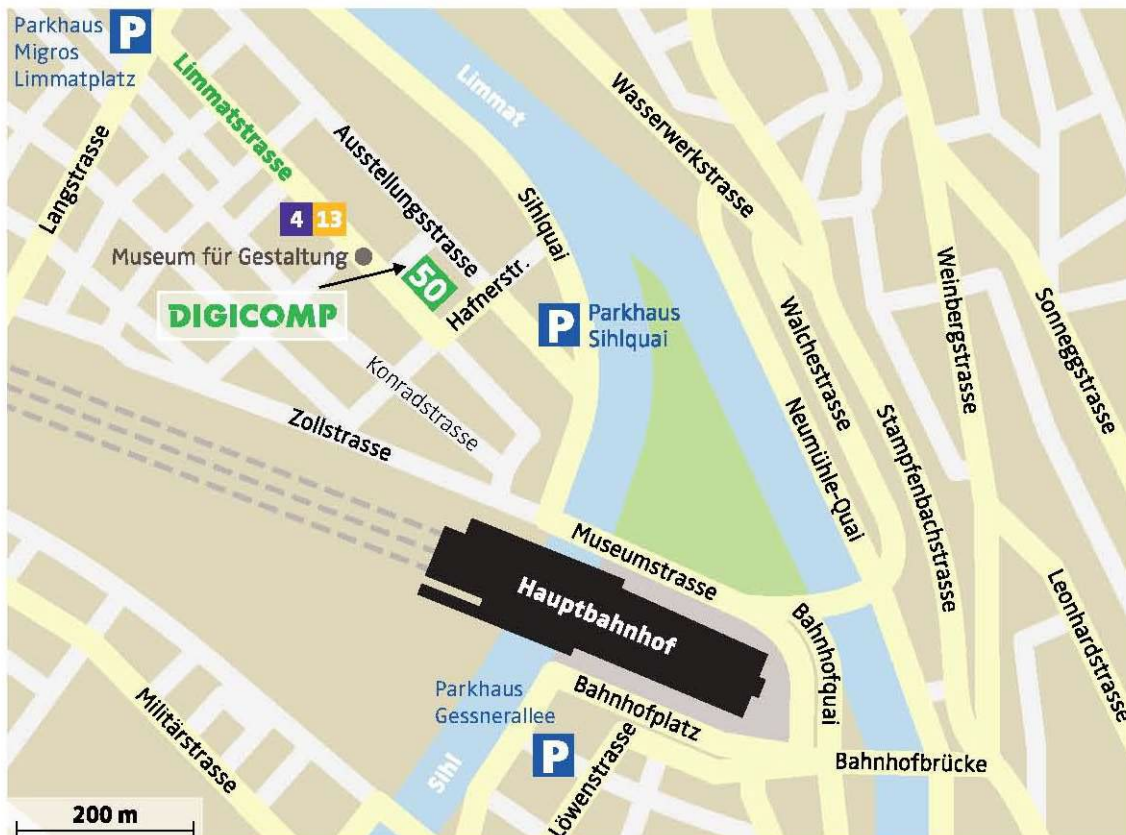 Parkhaus
Migros
Limmatplatz
P
Limmatstrasse
Langstrasse
Ausstellungsstrasse
Limmat
Wasserwerkstrasse
Sihlquai
4 13
Museum für Gestaltung
50
Hafnerstr.
DIGICOMP
P
Parkhaus
Sihlquai
Konradstrasse
Zollstrasse
Walchestrasse
Neumühle-Quai
Stampfenbachstrasse
Weinbergstrasse
Sonneggstrasse
Leonhardstrasse
Museumstrasse
Hauptbahnhof
Bahnhofquai
Bahnhofplatz
Parkhaus
Gessnerallee
P
Löwenstrasse
Bahnhofbrücke
Militärstrasse
Sihl
200 m